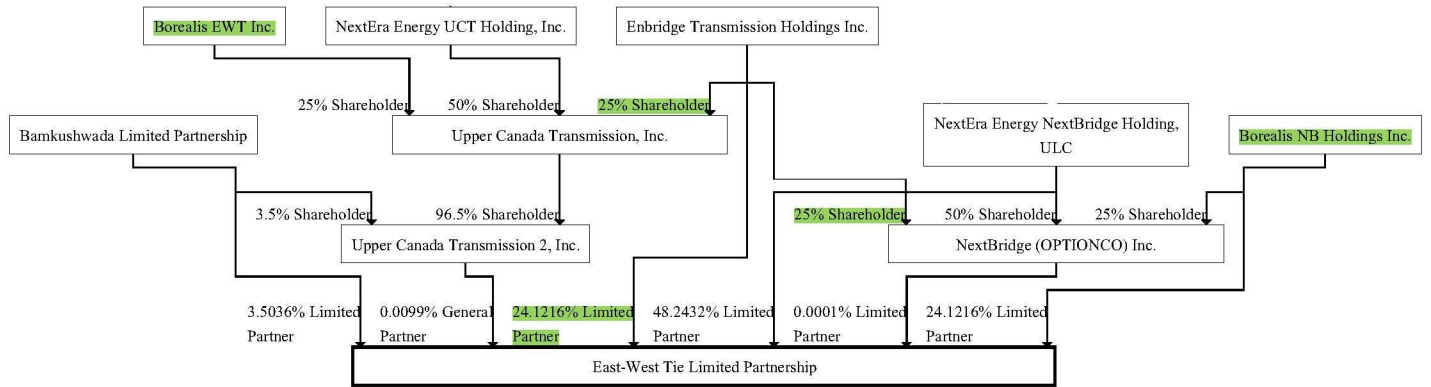 Borealis EWT Inc.
NextEra Energy UCT Holding, Inc.
Enbridge Transmission Holdings Inc.
25% Shareholder
50% Shareholder
25% Shareholder
Bamkushwada Limited Partnership
Upper Canada Transmission, Inc.
NextEra Energy NextBridge Holding,
ULC
Borealis NB Holdings Inc.
3.5% Shareholder
96.5% Shareholder
25% Shareholder
50% Shareholder
25% Shareholder
Upper Canada Transmission 2, Inc.
NextBridge (OPTIONCO) Inc.
3.5036% Limited
Partner
0.0099% General
Partner
24.1216% Limited
Partner
48.2432% Limited
Partner
0.0001% Limited
Partner
24.1216% Limited
Partner
East-West Tie Limited Partnership